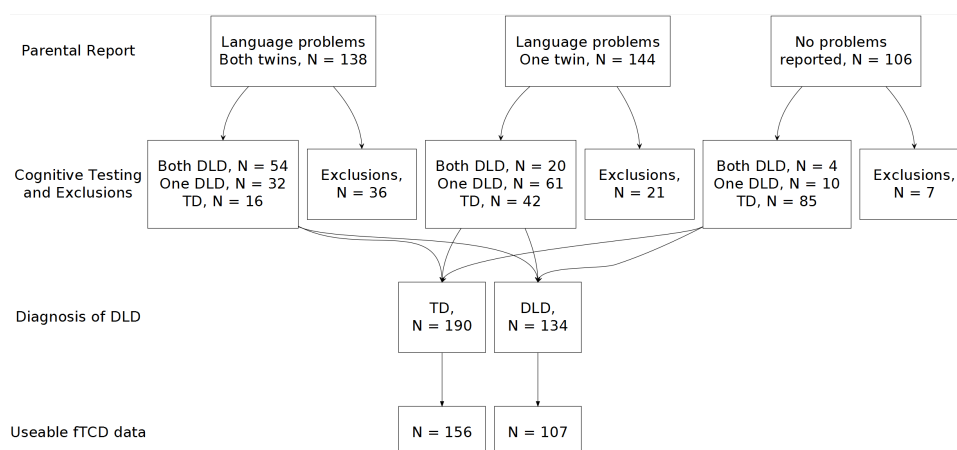 Parental Report
Language problems
Both twins, N = 138
Language problems
One twin, N = 144
No problems
reported, N = 106
Cognitive Testing
and Exclusions
Both DLD, N = 54
One DLD, N = 32
TD, N = 16
Exclusions,
N = 36
Both DLD, N = 20
One DLD, N = 61
TD, N = 42
Exclusions,
N = 21
Both DLD, N = 4
One DLD, N = 10
TD, N = 85
Exclusions,
N = 7
Diagnosis of DLD
TD,
N = 190
DLD,
N = 134
Useable fTCD data
N = 156
N = 107